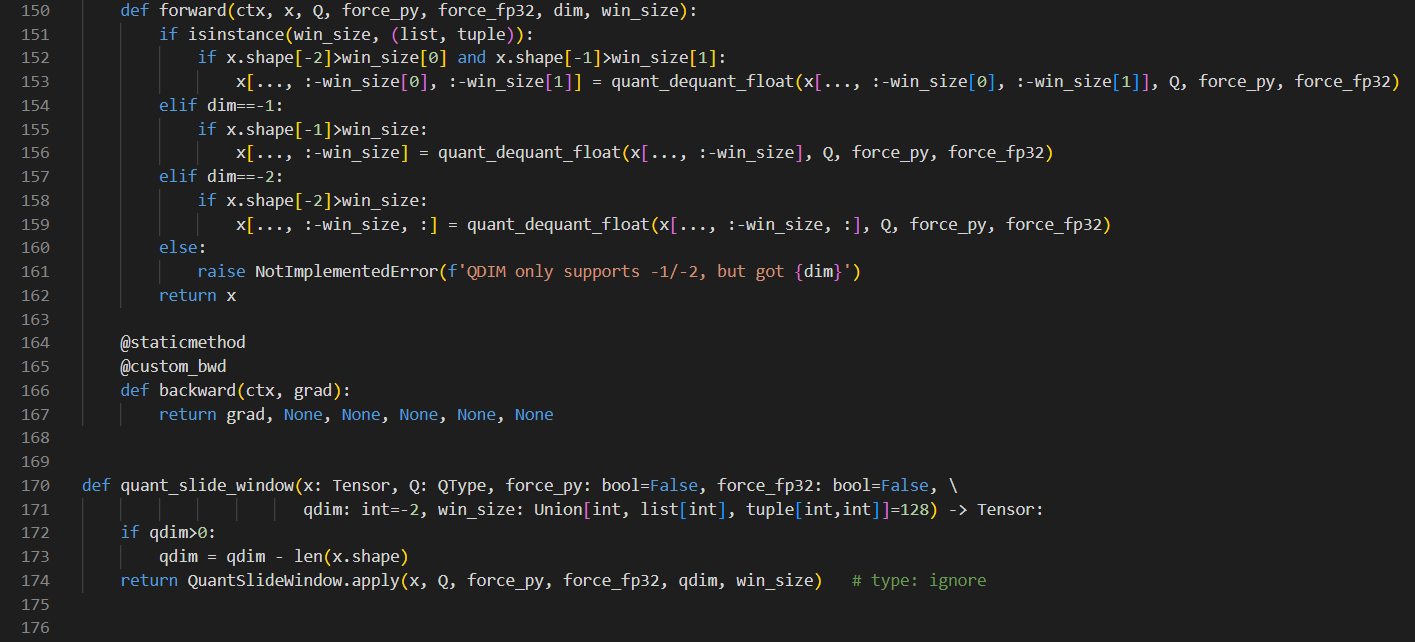 150 def forward(ctx, x, Q, force_py, force_fp32, dim, win_size):
151 if isinstance(win_size, (list, tuple)):
152 if x.shape[-2]>win_size[0] and x.shape[-1]>win_size[1]:
153 x[..., :-win_size[0], :-win_size[1]] = quant_dequant_float(x[..., :-win_size[0], :-win_size[1]], Q, force_py, force_fp32)
154 elif dim==-1:
155 if x.shape[-1]>win_size:
156 x[..., :-win_size] = quant_dequant_float(x[..., :-win_size], Q, force_py, force_fp32)
157 elif dim==-2:
158 if x.shape[-2]>win_size:
159 x[..., :-win_size, :] = quant_dequant_float(x[..., :-win_size, :], Q, force_py, force_fp32)
160 else:
161 raise NotImplementedError(f'QDIM only supports -1/-2, but got {dim}')
162 return x
163
164 @staticmethod
165 @custom_bwd
166 def backward(ctx, grad):
167 return grad, None, None, None, None, None
168
169
170 def quant_slide_window(x: Tensor, Q: QType, force_py: bool=False, force_fp32: bool=False, \
171 qdim: int=-2, win_size: Union[int, list[int], tuple[int,int]]=128) -> Tensor:
172 if qdim>0:
173 qdim = qdim - len(x.shape)
174 return QuantSlideWindow.apply(x, Q, force_py, force_fp32, qdim, win_size) # type: ignore
175
176